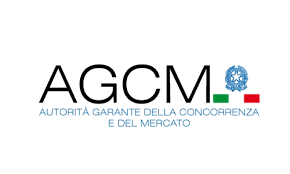 AGCM
AUTORITÀ GARANTE DELLA CONCORRENZA
E DEL MERCATO